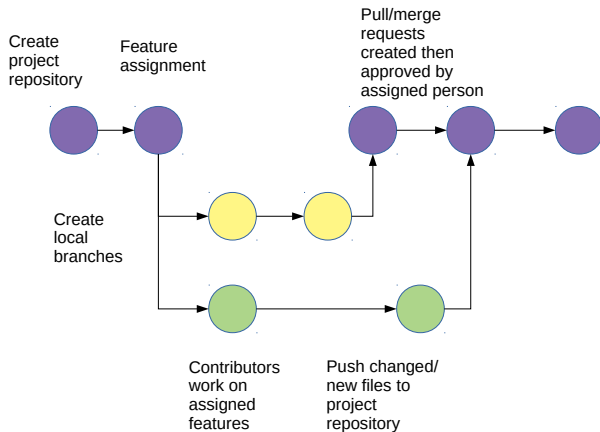 Create
project
repository
Feature
assignment
Pull/merge
requests
created then
approved by
assigned person
Create
local
branches
Contributors
work on
assigned
features
Push changed/
new files to
project
repository